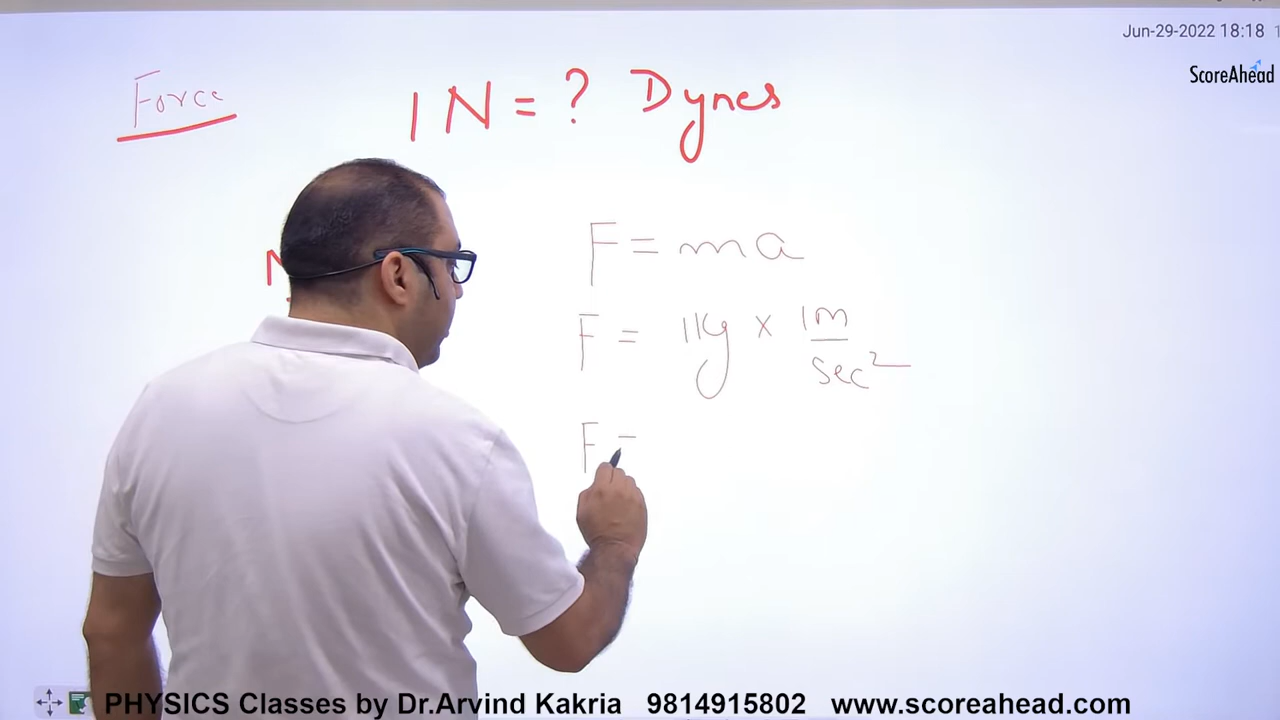 Jun-29-2022 18:18
ScoreAhead
Force
1 N = ? Dynes
N
F = ma
F = 1kg × 1m / sec²
F =
PHYSICS Classes by Dr.Arvind Kakria 9814915802 www.scoreahead.com